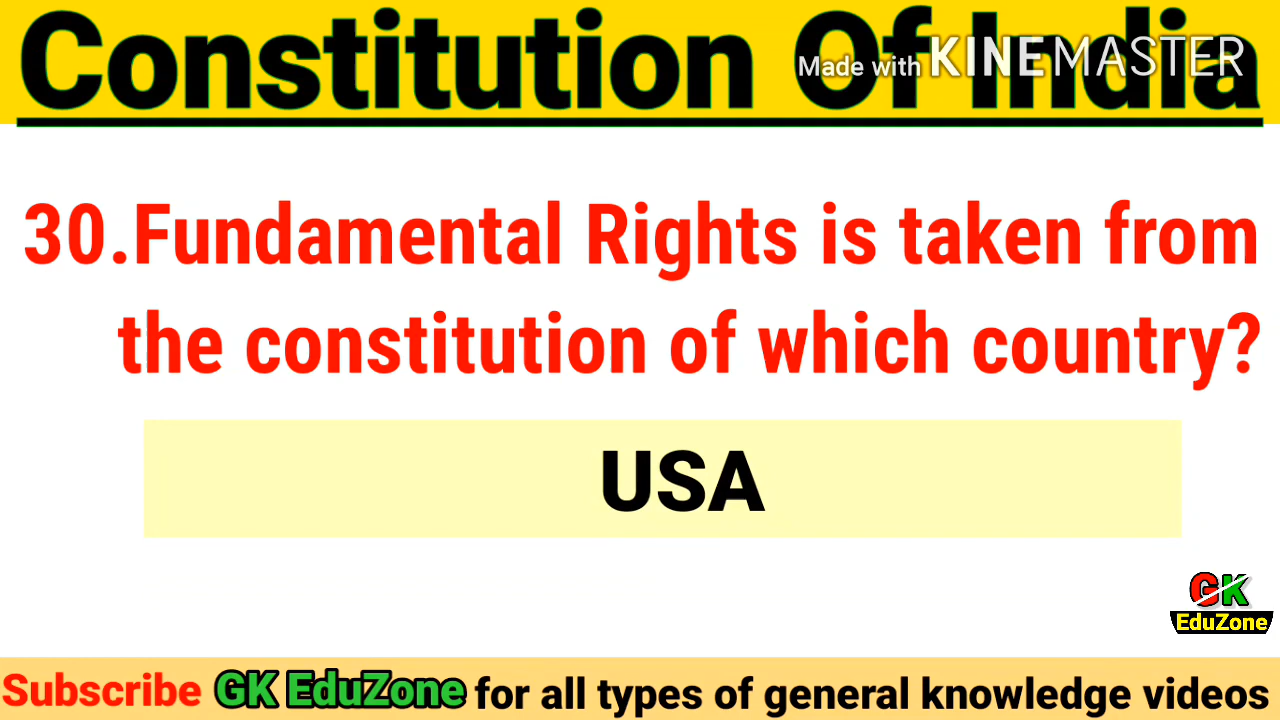 Constitution Of India
Made with KINEMASTER
30.Fundamental Rights is taken from
the constitution of which country?
USA
GK
EduZone
Subscribe GK EduZone for all types of general knowledge videos